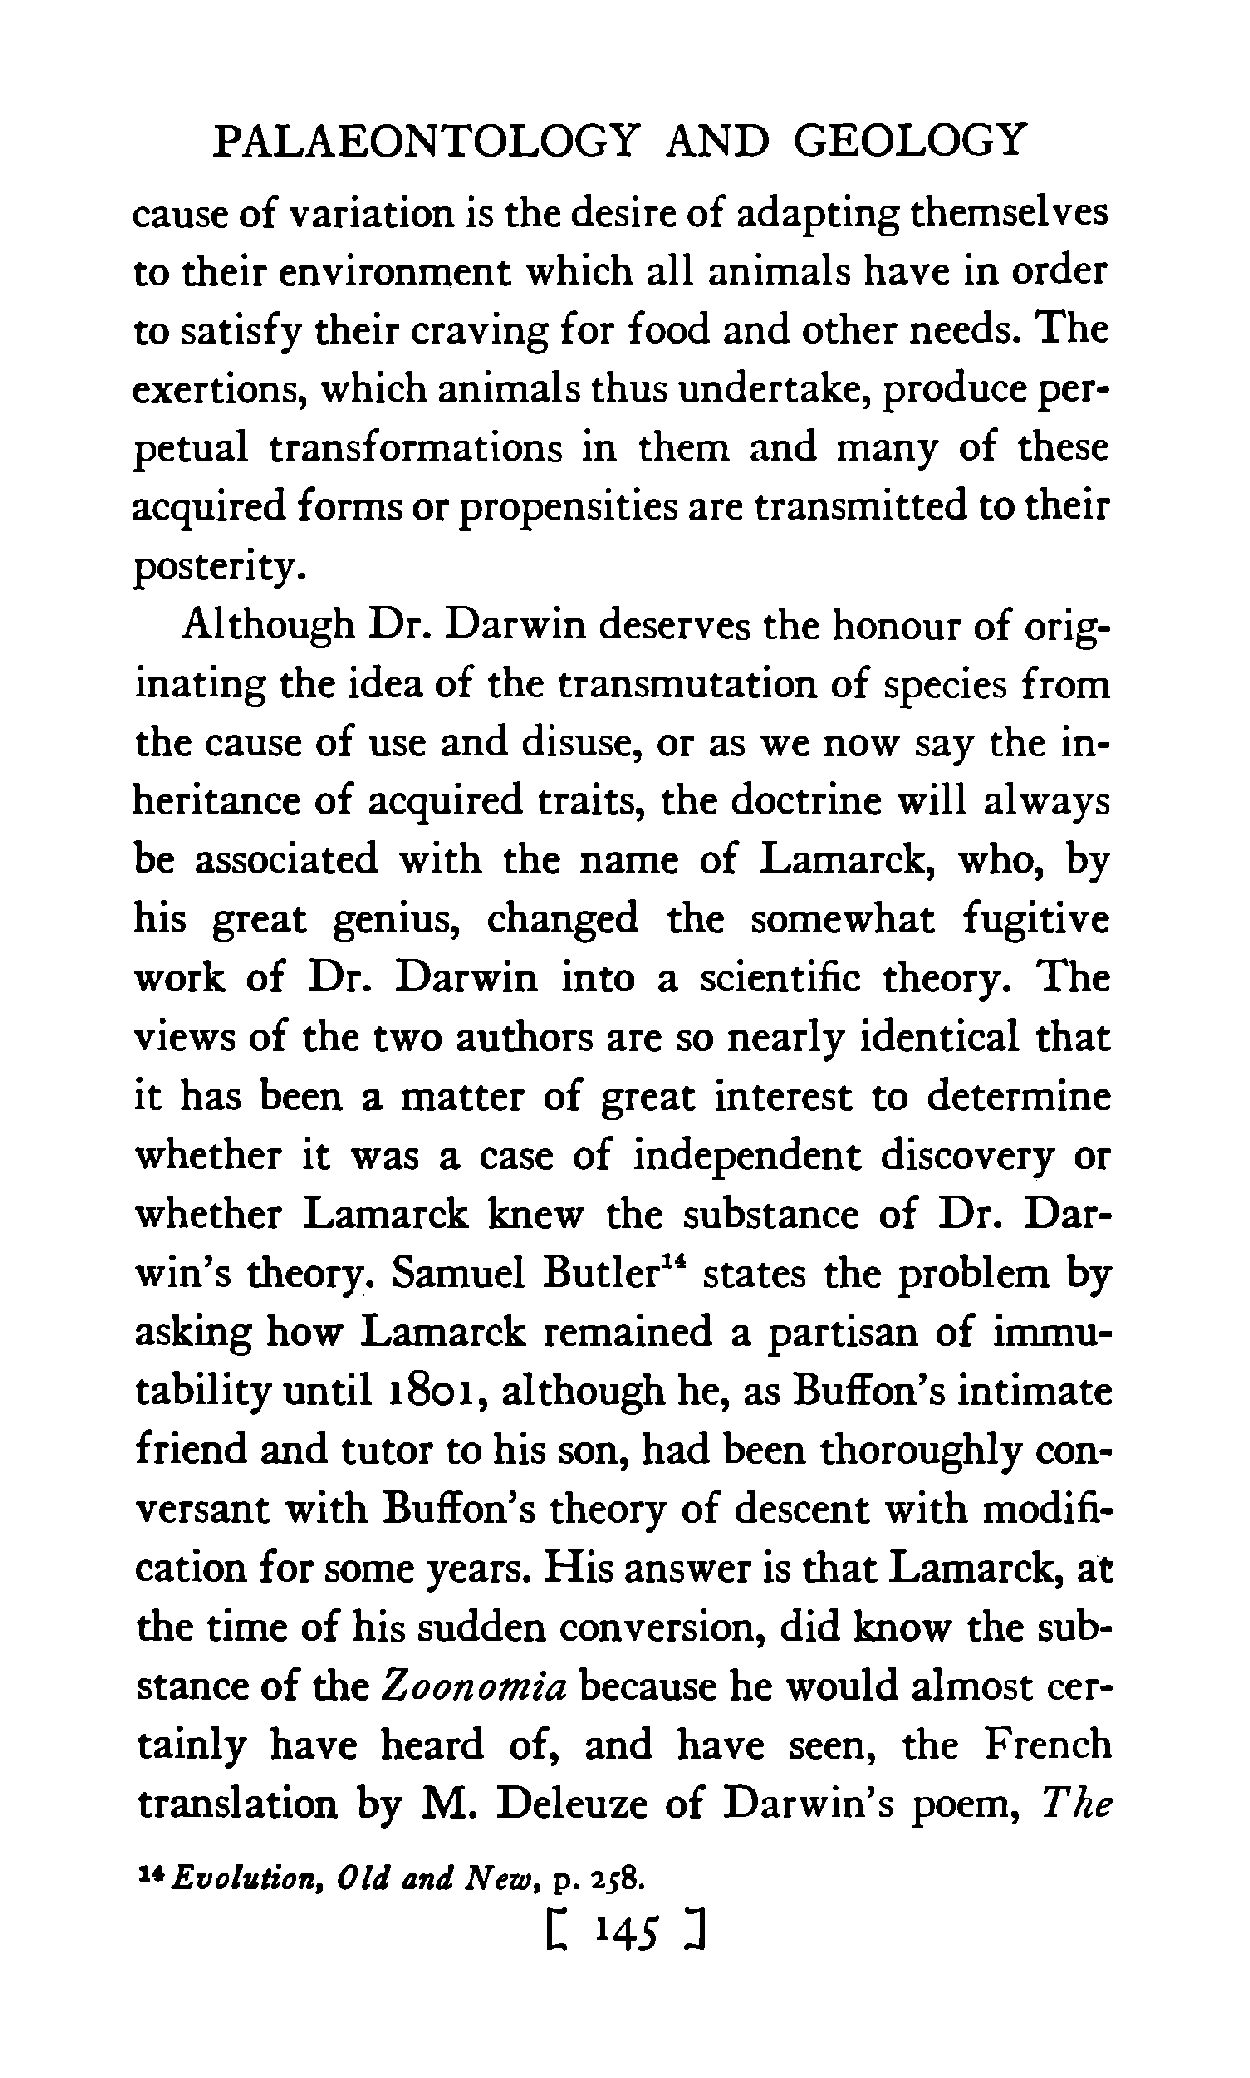 PALAEONTOLOGY AND GEOLOGY
cause of variation is the desire of adapting themselves
to their environment which all animals have in order
to satisfy their craving for food and other needs. The
exertions, which animals thus undertake, produce per-
petual transformations in them and many of these
acquired forms or propensities are transmitted to their
posterity.
Although Dr. Darwin deserves the honour of orig-
inating the idea of the transmutation of species from
the cause of use and disuse, or as we now say the in-
heritance of acquired traits, the doctrine will always
be associated with the name of Lamarck, who, by
his great genius, changed the somewhat fugitive
work of Dr. Darwin into a scientific theory. The
views of the two authors are so nearly identical that
it has been a matter of great interest to determine
whether it was a case of independent discovery or
whether Lamarck knew the substance of Dr. Dar-
win's theory. Samuel Butler¹⁴ states the problem by
asking how Lamarck remained a partisan of immu-
tability until 1801, although he, as Buffon's intimate
friend and tutor to his son, had been thoroughly con-
versant with Buffon's theory of descent with modifi-
cation for some years. His answer is that Lamarck, at
the time of his sudden conversion, did know the sub-
stance of the Zoonomia because he would almost cer-
tainly have heard of, and have seen, the French
translation by M. Deleuze of Darwin's poem, The
¹⁴ Evolution, Old and New, p. 258.
[ 145 ]